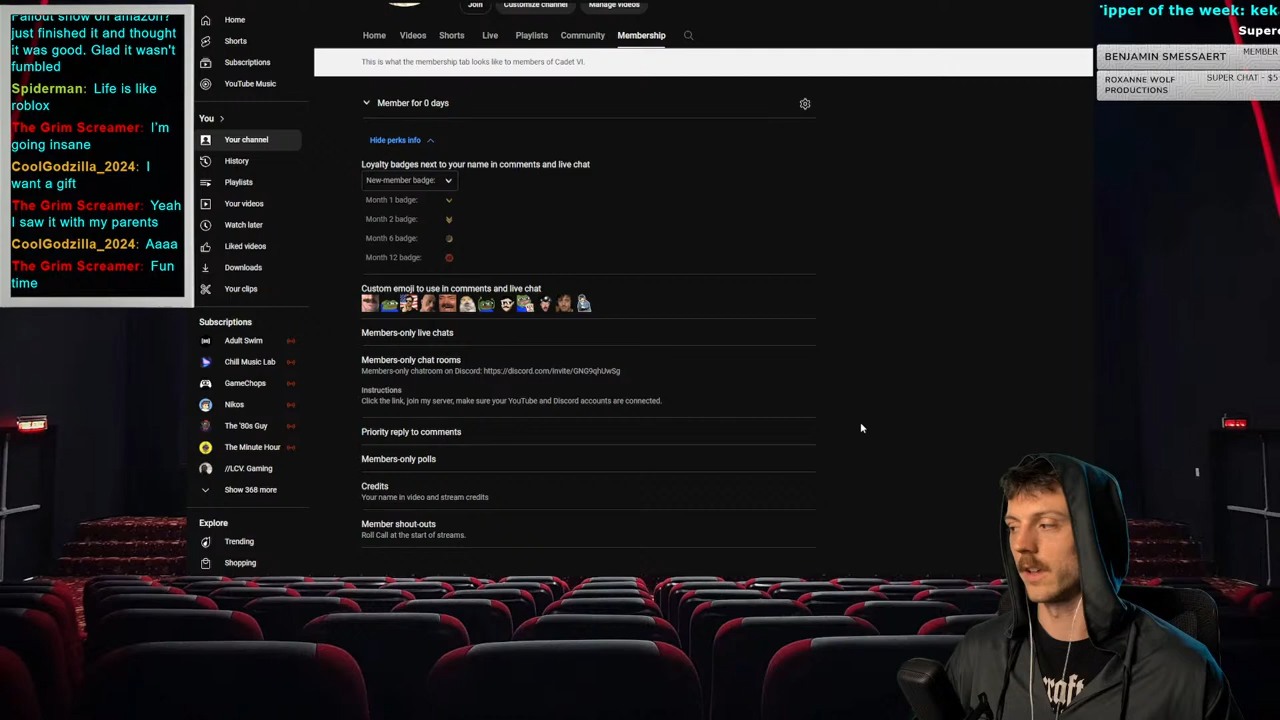 Fallout show on amazon?
just finished it and thought
it was good. Glad it wasn't
fumbled
Spiderman: Life is like
roblox
The Grim Screamer: I'm
going insane
CoolGodzilla_2024: I
want a gift
The Grim Screamer: Yeah
I saw it with my parents
CoolGodzilla_2024: Aaaa
The Grim Screamer: Fun
time
Home
Shorts
Subscriptions
YouTube Music
You
Your channel
History
Playlists
Your videos
Watch later
Liked videos
Downloads
Your clips
Subscriptions
Adult Swim
Chill Music Lab
GameChops
Nikos
The '80s Guy
The Minute Hour
//LCV. Gaming
Show 368 more
Explore
Trending
Shopping
Join Customize channel Manage videos
Home Videos Shorts Live Playlists Community Membership
This is what the membership tab looks like to members of Cadet VI.
Member for 0 days
Hide perks info
Loyalty badges next to your name in comments and live chat
New-member badge:
Month 1 badge:
Month 2 badge:
Month 6 badge:
Month 12 badge:
Custom emoji to use in comments and live chat
Members-only live chats
Members-only chat rooms
Members-only chatroom on Discord: https://discord.com/invite/GNG9qhUwSg
Instructions
Click the link, join my server, make sure your YouTube and Discord accounts are connected.
Priority reply to comments
Members-only polls
Credits
Your name in video and stream credits
Member shout-outs
Roll Call at the start of streams.
Tipper of the week: kek
Super
BENJAMIN SMESSAERT MEMBER
ROXANNE WOLF
PRODUCTIONS SUPER CHAT - $5